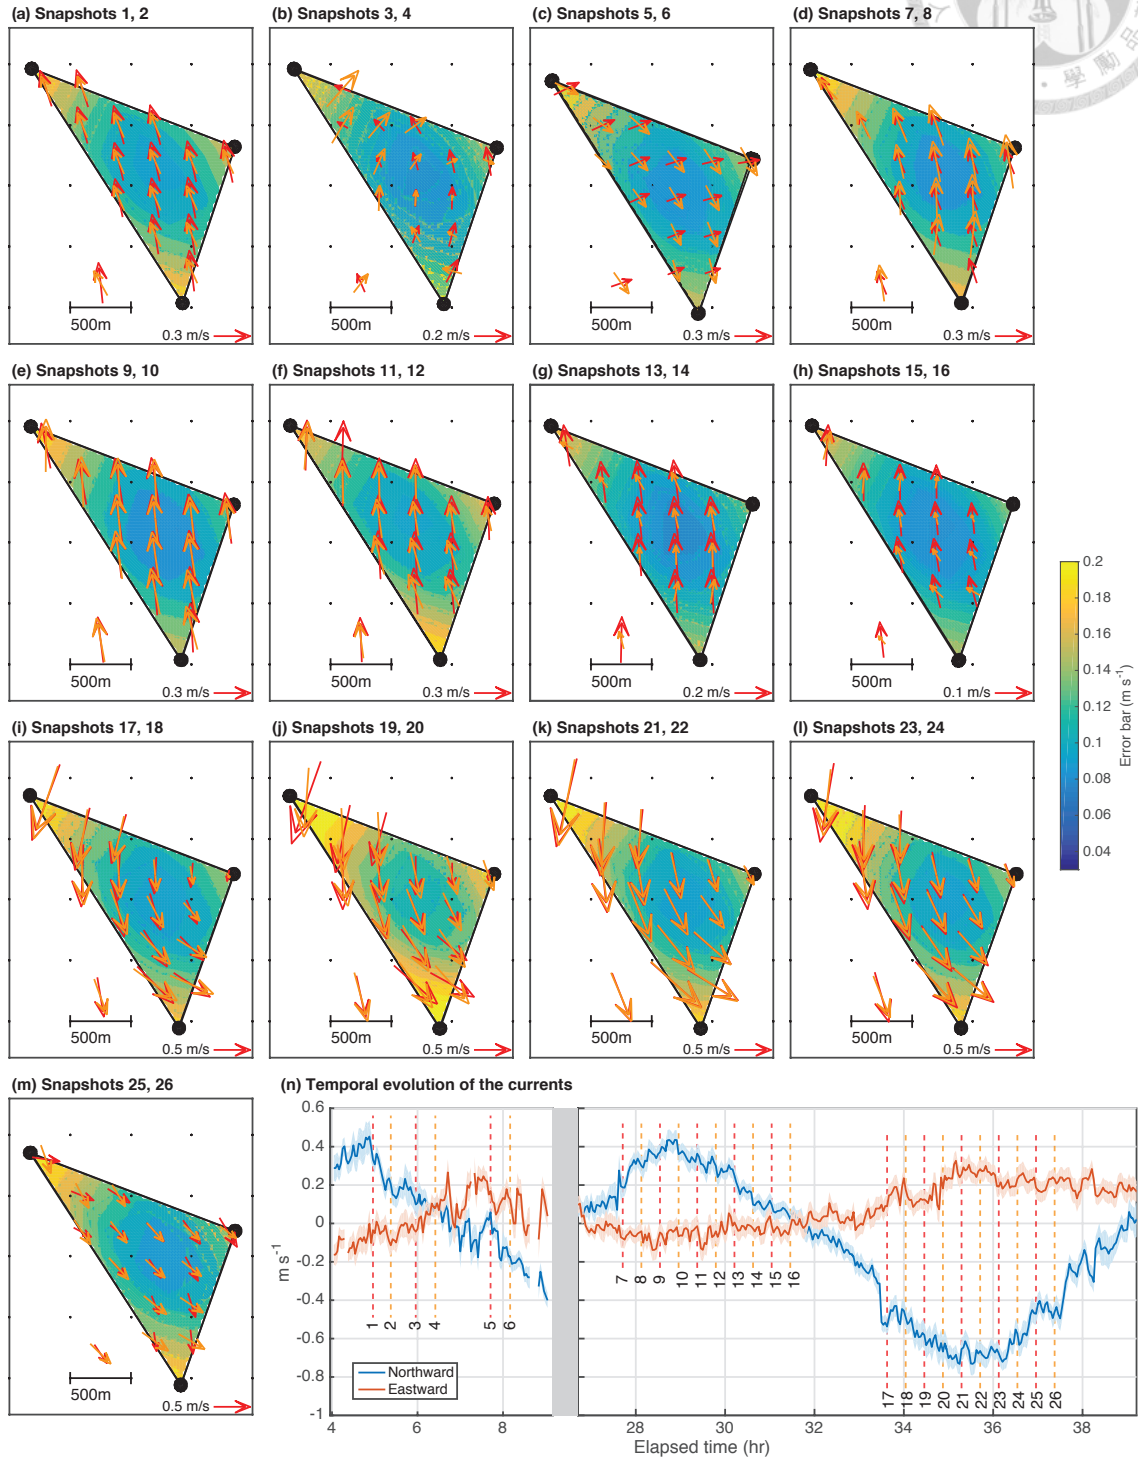 (a) Snapshots 1, 2
(b) Snapshots 3, 4
(c) Snapshots 5, 6
(d) Snapshots 7, 8
學勵品
500m
0.3 m/s
500m
0.2 m/s
500m
0.3 m/s
500m
0.3 m/s
(e) Snapshots 9, 10
(f) Snapshots 11, 12
(g) Snapshots 13, 14
(h) Snapshots 15, 16
500m
0.3 m/s
500m
0.3 m/s
500m
0.2 m/s
500m
0.1 m/s
0.2
0.18
0.16
0.14
0.12
0.1
0.08
0.06
0.04
Error bar (m s⁻¹)
(i) Snapshots 17, 18
(j) Snapshots 19, 20
(k) Snapshots 21, 22
(l) Snapshots 23, 24
500m
0.5 m/s
500m
0.5 m/s
500m
0.5 m/s
500m
0.5 m/s
(m) Snapshots 25, 26
(n) Temporal evolution of the currents
500m
0.5 m/s
0.6
0.4
0.2
0
-0.2
-0.4
-0.6
-0.8
-1
m s⁻¹
1 2 3 4 5 6
7 8 9 10 11 12 13 14 15 16
17 18 19 20 21 22 23 24 25 26
Northward
Eastward
4 6 8 28 30 32 34 36 38
Elapsed time (hr)